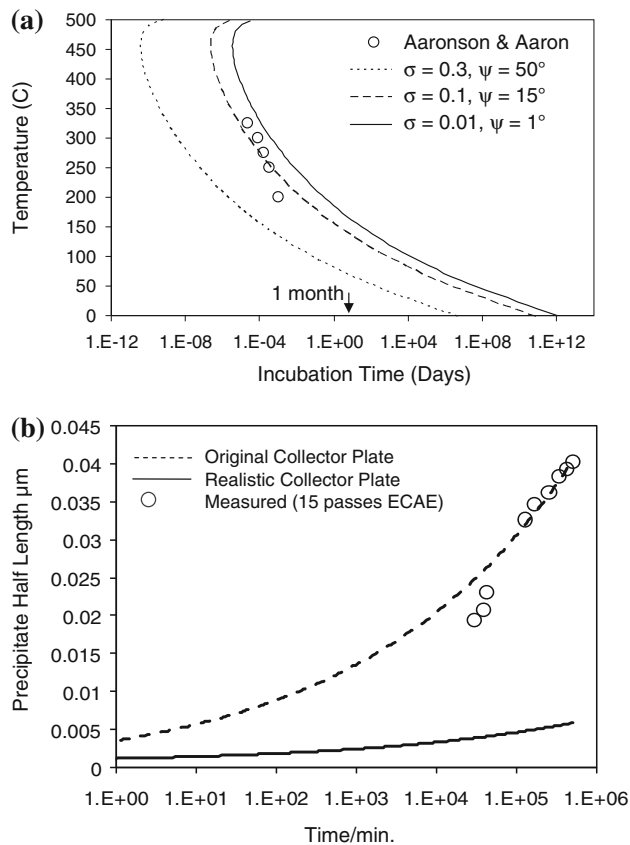 (a)
500
450
400
350
300
250
200
150
100
50
0
Temperature (C)
Aaronson & Aaron
σ = 0.3, ψ = 50°
σ = 0.1, ψ = 15°
σ = 0.01, ψ = 1°
1 month
1.E-12 1.E-08 1.E-04 1.E+00 1.E+04 1.E+08 1.E+12
Incubation Time (Days)
(b)
0.045
0.04
0.035
0.03
0.025
0.02
0.015
0.01
0.005
0
Precipitate Half Length µm
Original Collector Plate
Realistic Collector Plate
Measured (15 passes ECAE)
1.E+00 1.E+01 1.E+02 1.E+03 1.E+04 1.E+05 1.E+06
Time/min.